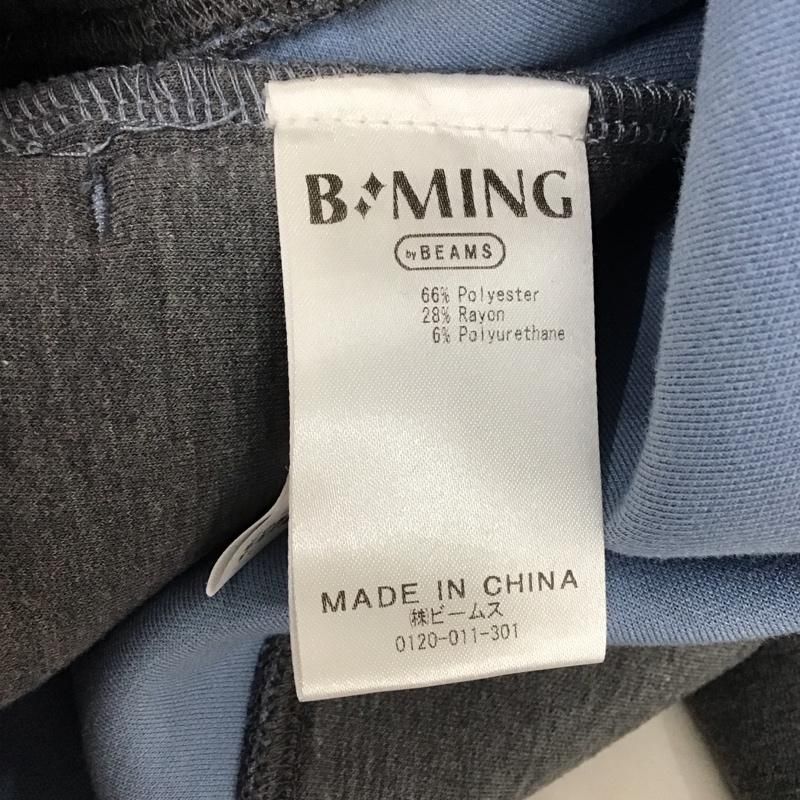 B✦✦MING
by BEAMS
66% Polyester
28% Rayon
6% Polyurethane
MADE IN CHINA
㈱ビームス
0120-011-301